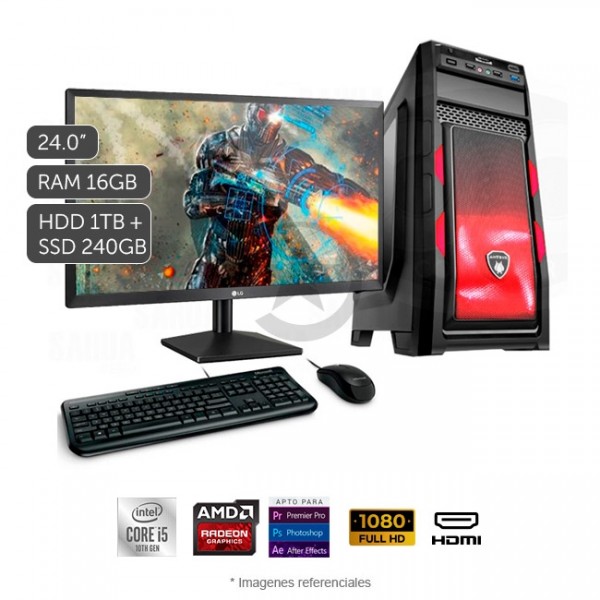 24.0”
RAM 16GB
HDD 1TB +
SSD 240GB
LG
intel
CORE i5
10TH GEN
AMD
RADEON
GRAPHICS
APTO PARA
Pr Premier Pro
Ps Photoshop
Ae After Effects
1080
FULL HD
HDMI
* Imagenes referenciales